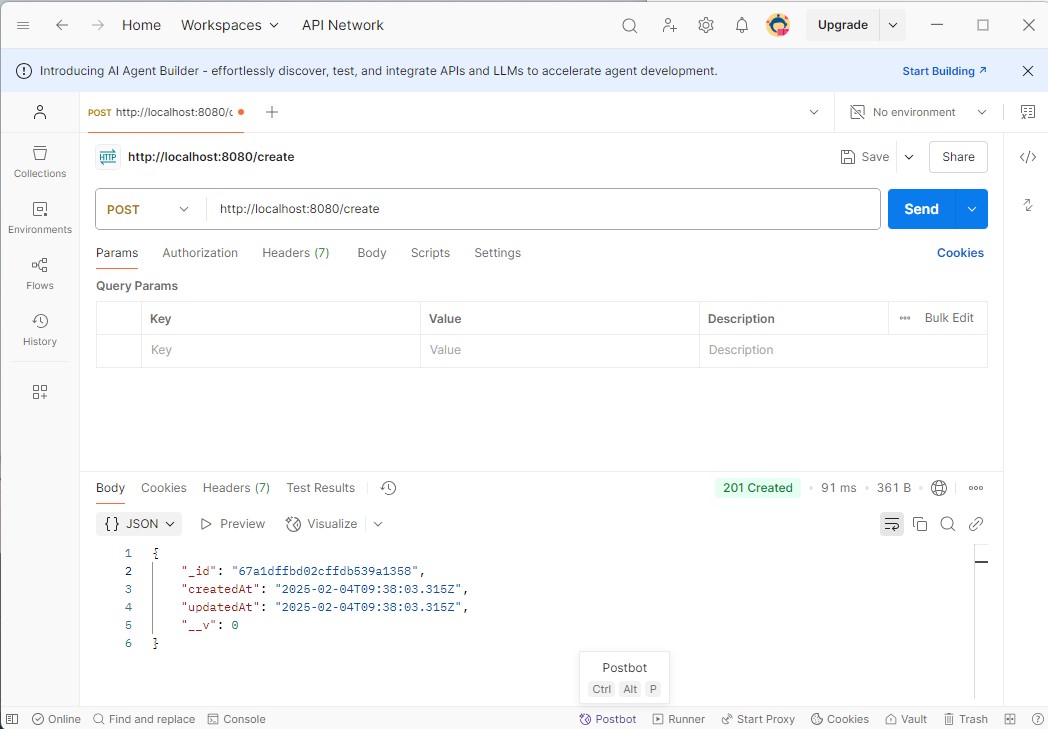 Home Workspaces API Network Upgrade
Introducing AI Agent Builder - effortlessly discover, test, and integrate APIs and LLMs to accelerate agent development. Start Building ↗
POST http://localhost:8080/c No environment
HTTP http://localhost:8080/create Save Share
Collections
POST http://localhost:8080/create Send
Environments
Params Authorization Headers (7) Body Scripts Settings Cookies
Flows
Query Params
History
Key Value Description Bulk Edit
Key Value Description
Body Cookies Headers (7) Test Results 201 Created • 91 ms • 361 B
{} JSON Preview Visualize
1 {
2 "_id": "67a1dffbd02cffdb539a1358",
3 "createdAt": "2025-02-04T09:38:03.315Z",
4 "updatedAt": "2025-02-04T09:38:03.315Z",
5 "__v": 0
6 }
Postbot
Ctrl Alt P
Online Find and replace Console Postbot Runner Start Proxy Cookies Vault Trash